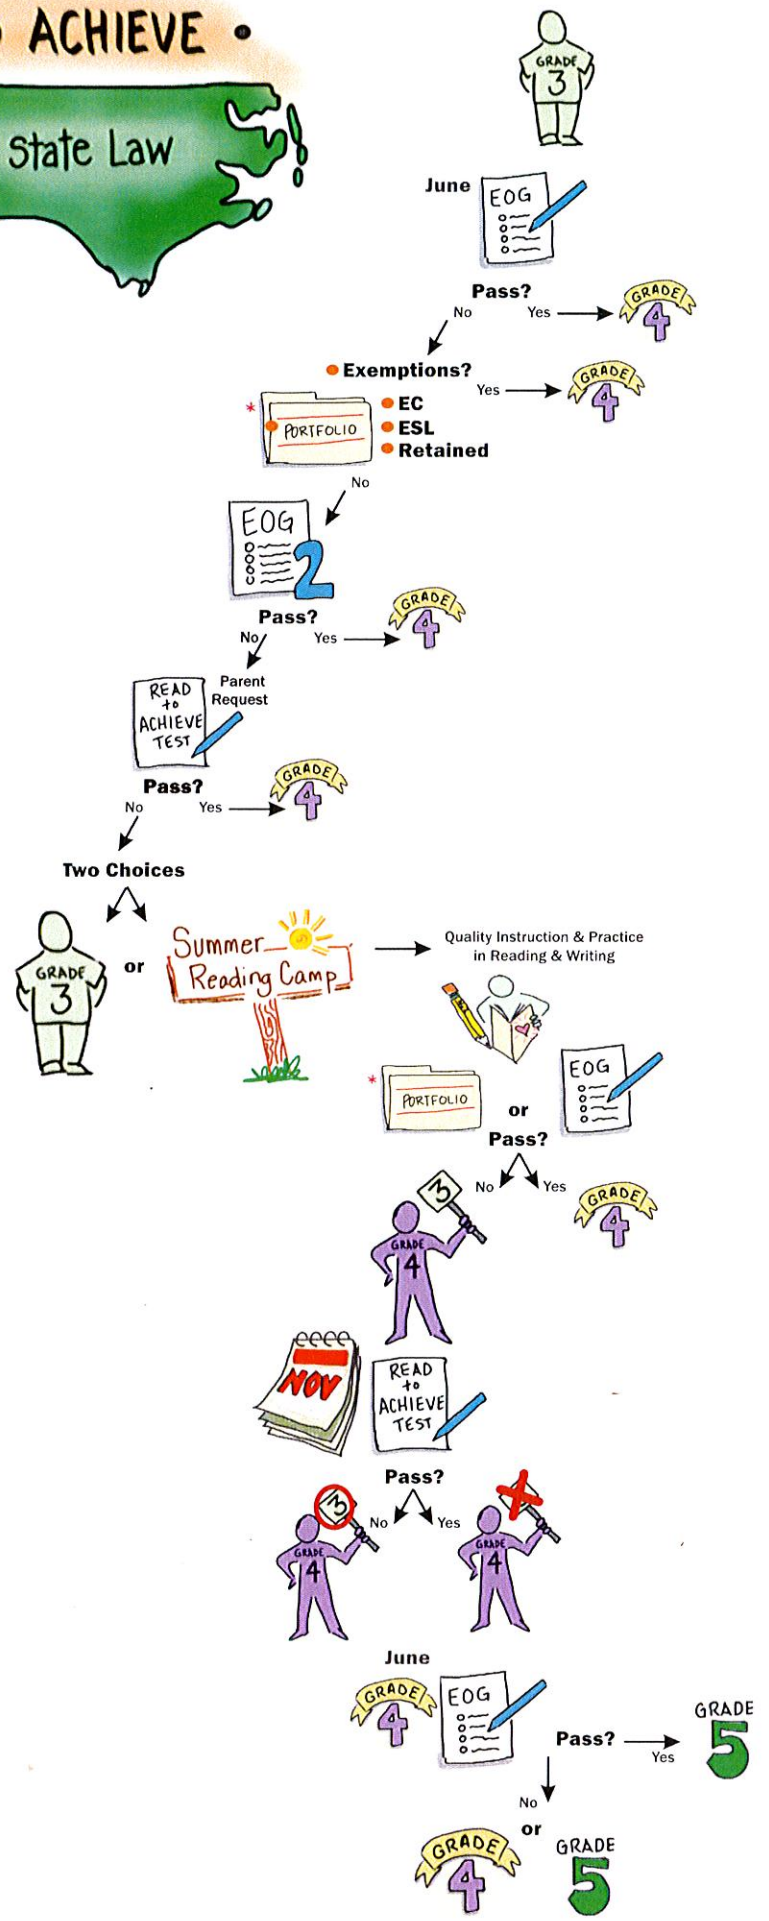 ACHIEVE •
State Law
GRADE
3
June
EOG
Pass?
No
Yes
GRADE
4
Exemptions?
Yes
GRADE
4
*
PORTFOLIO
EC
ESL
Retained
No
EOG
2
Pass?
No
Yes
GRADE
4
Parent
Request
READ
to
ACHIEVE
TEST
Pass?
No
Yes
GRADE
4
Two Choices
GRADE
3
or
Summer
Reading Camp
Quality Instruction & Practice
in Reading & Writing
*
PORTFOLIO
or
EOG
Pass?
No
Yes
GRADE
4
3
GRADE
4
NOV
READ
to
ACHIEVE
TEST
Pass?
No
Yes
3
GRADE
4
GRADE
4
June
GRADE
4
EOG
Pass?
Yes
GRADE
5
No
or
GRADE
4
GRADE
5